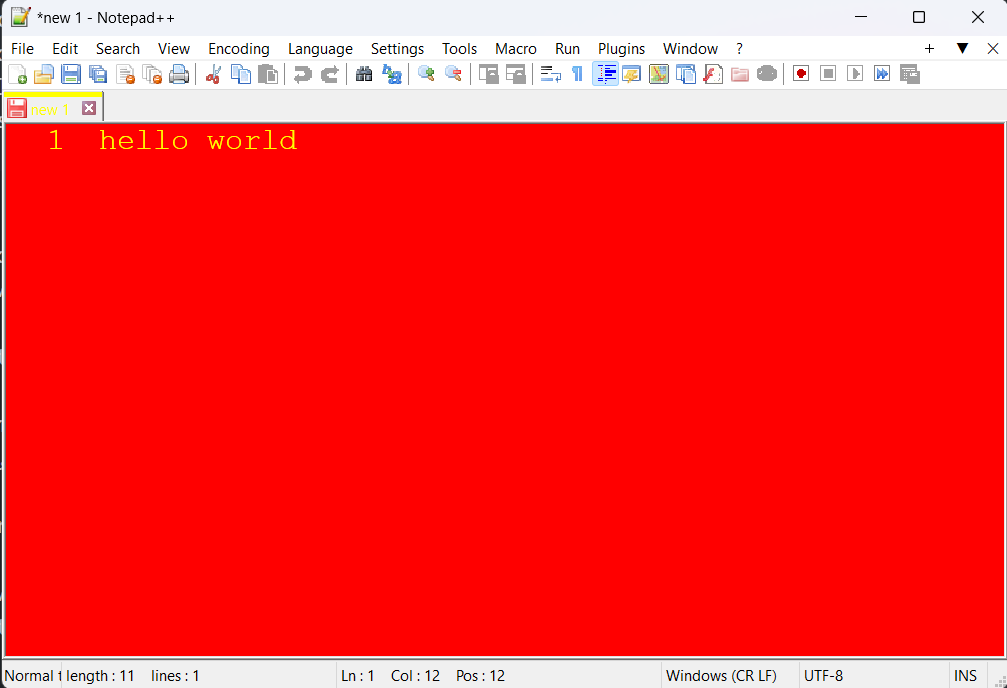 *new 1 - Notepad++
File Edit Search View Encoding Language Settings Tools Macro Run Plugins Window ? + ▼ X
new 1
1 hello world
Normal t length : 11 lines : 1 Ln : 1 Col : 12 Pos : 12 Windows (CR LF) UTF-8 INS